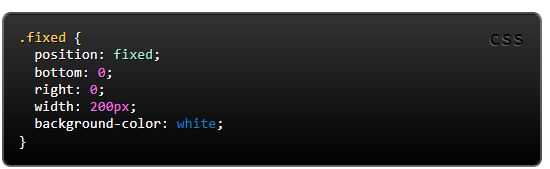 css
.fixed {
  position: fixed;
  bottom: 0;
  right: 0;
  width: 200px;
  background-color: white;
}